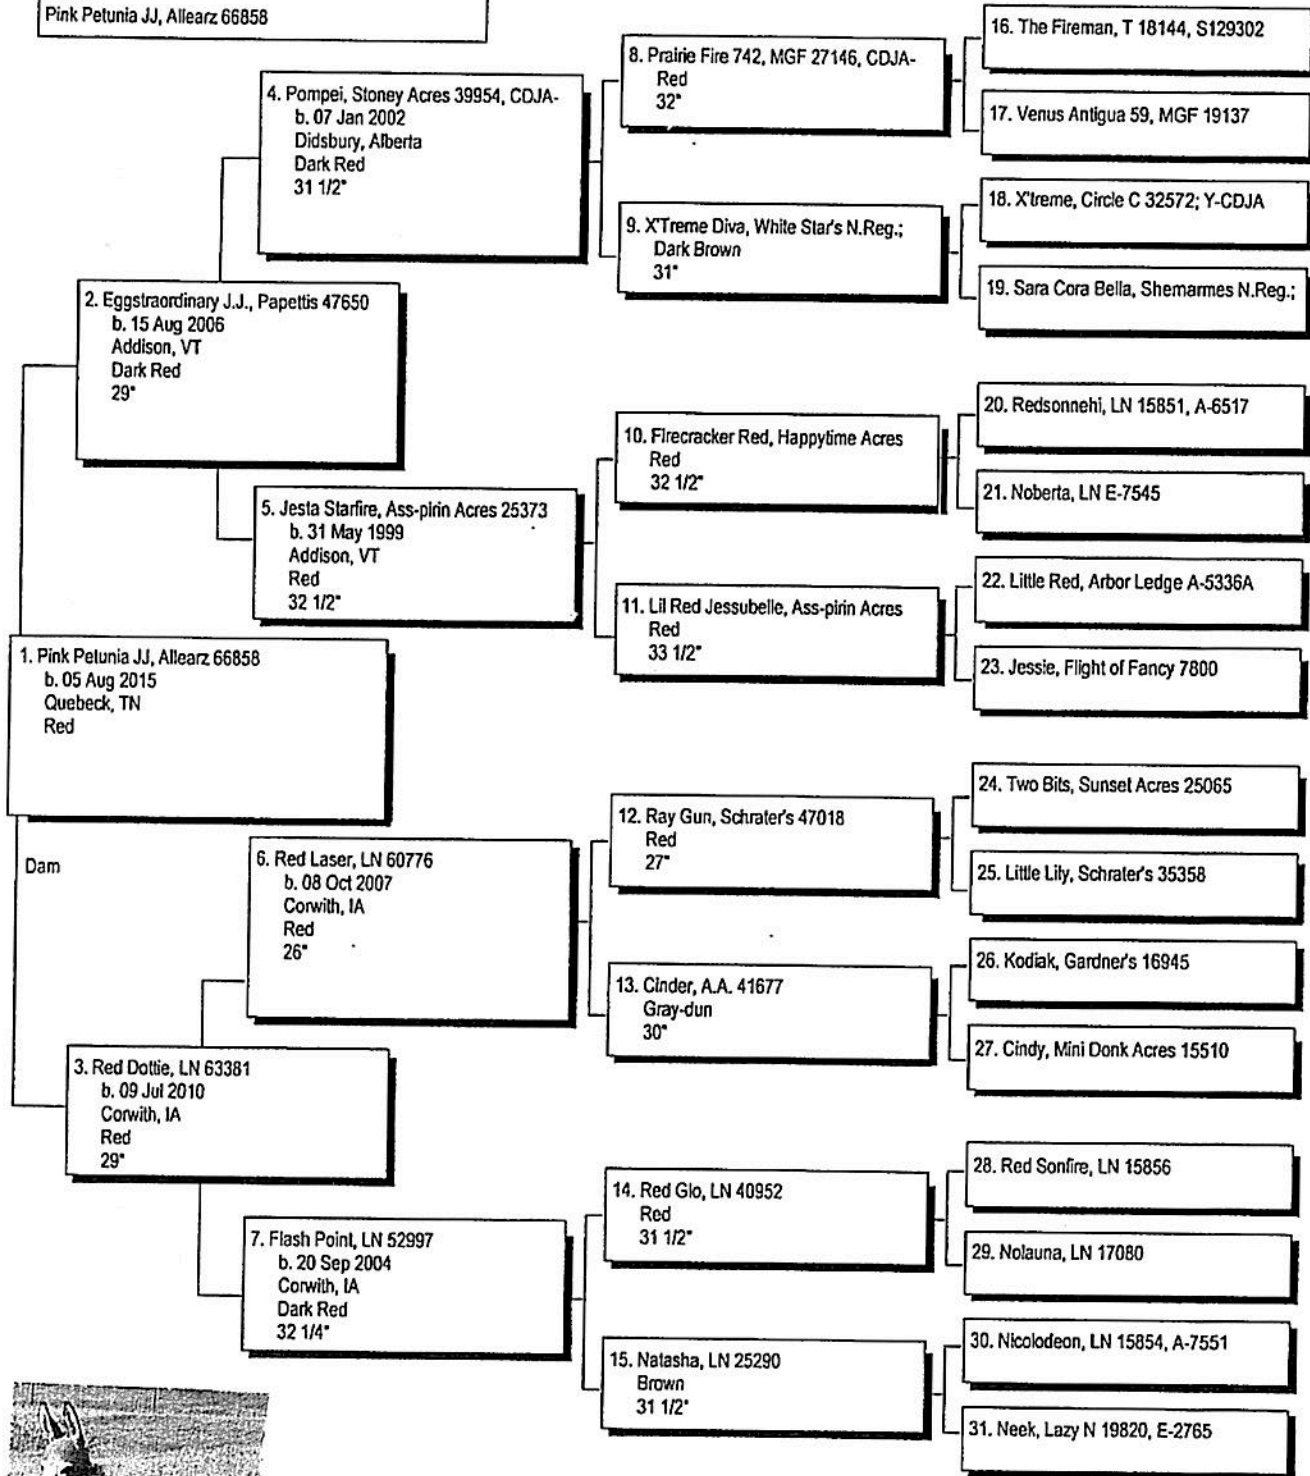 Pink Petunia JJ, Allearz 66858
16. The Fireman, T 18144, S129302
8. Prairie Fire 742, MGF 27146, CDJA-
Red
32"
17. Venus Antigua 59, MGF 19137
4. Pompei, Stoney Acres 39954, CDJA-
b. 07 Jan 2002
Didsbury, Alberta
Dark Red
31 1/2"
18. X'treme, Circle C 32572; Y-CDJA
9. X'Treme Diva, White Star's N.Reg.;
Dark Brown
31"
19. Sara Cora Bella, Shemarmes N.Reg.;
2. Eggstraordinary J.J., Papettis 47650
b. 15 Aug 2006
Addison, VT
Dark Red
29"
20. Redsonnehi, LN 15851, A-6517
10. Firecracker Red, Happytime Acres
Red
32 1/2"
21. Noberta, LN E-7545
5. Jesta Starfire, Ass-pirin Acres 25373
b. 31 May 1999
Addison, VT
Red
32 1/2"
22. Little Red, Arbor Ledge A-5336A
11. Lil Red Jessubelle, Ass-pirin Acres
Red
33 1/2"
23. Jessie, Flight of Fancy 7800
1. Pink Petunia JJ, Allearz 66858
b. 05 Aug 2015
Quebeck, TN
Red
24. Two Bits, Sunset Acres 25065
12. Ray Gun, Schrater's 47018
Red
27"
25. Little Lily, Schrater's 35358
Dam
6. Red Laser, LN 60776
b. 08 Oct 2007
Corwith, IA
Red
26"
26. Kodiak, Gardner's 16945
13. Cinder, A.A. 41677
Gray-dun
30"
27. Cindy, Mini Donk Acres 15510
3. Red Dottie, LN 63381
b. 09 Jul 2010
Corwith, IA
Red
29"
28. Red Sonfire, LN 15856
14. Red Glo, LN 40952
Red
31 1/2"
29. Nolauna, LN 17080
7. Flash Point, LN 52997
b. 20 Sep 2004
Corwith, IA
Dark Red
32 1/4"
30. Nicolodeon, LN 15854, A-7551
15. Natasha, LN 25290
Brown
31 1/2"
31. Neek, Lazy N 19820, E-2765